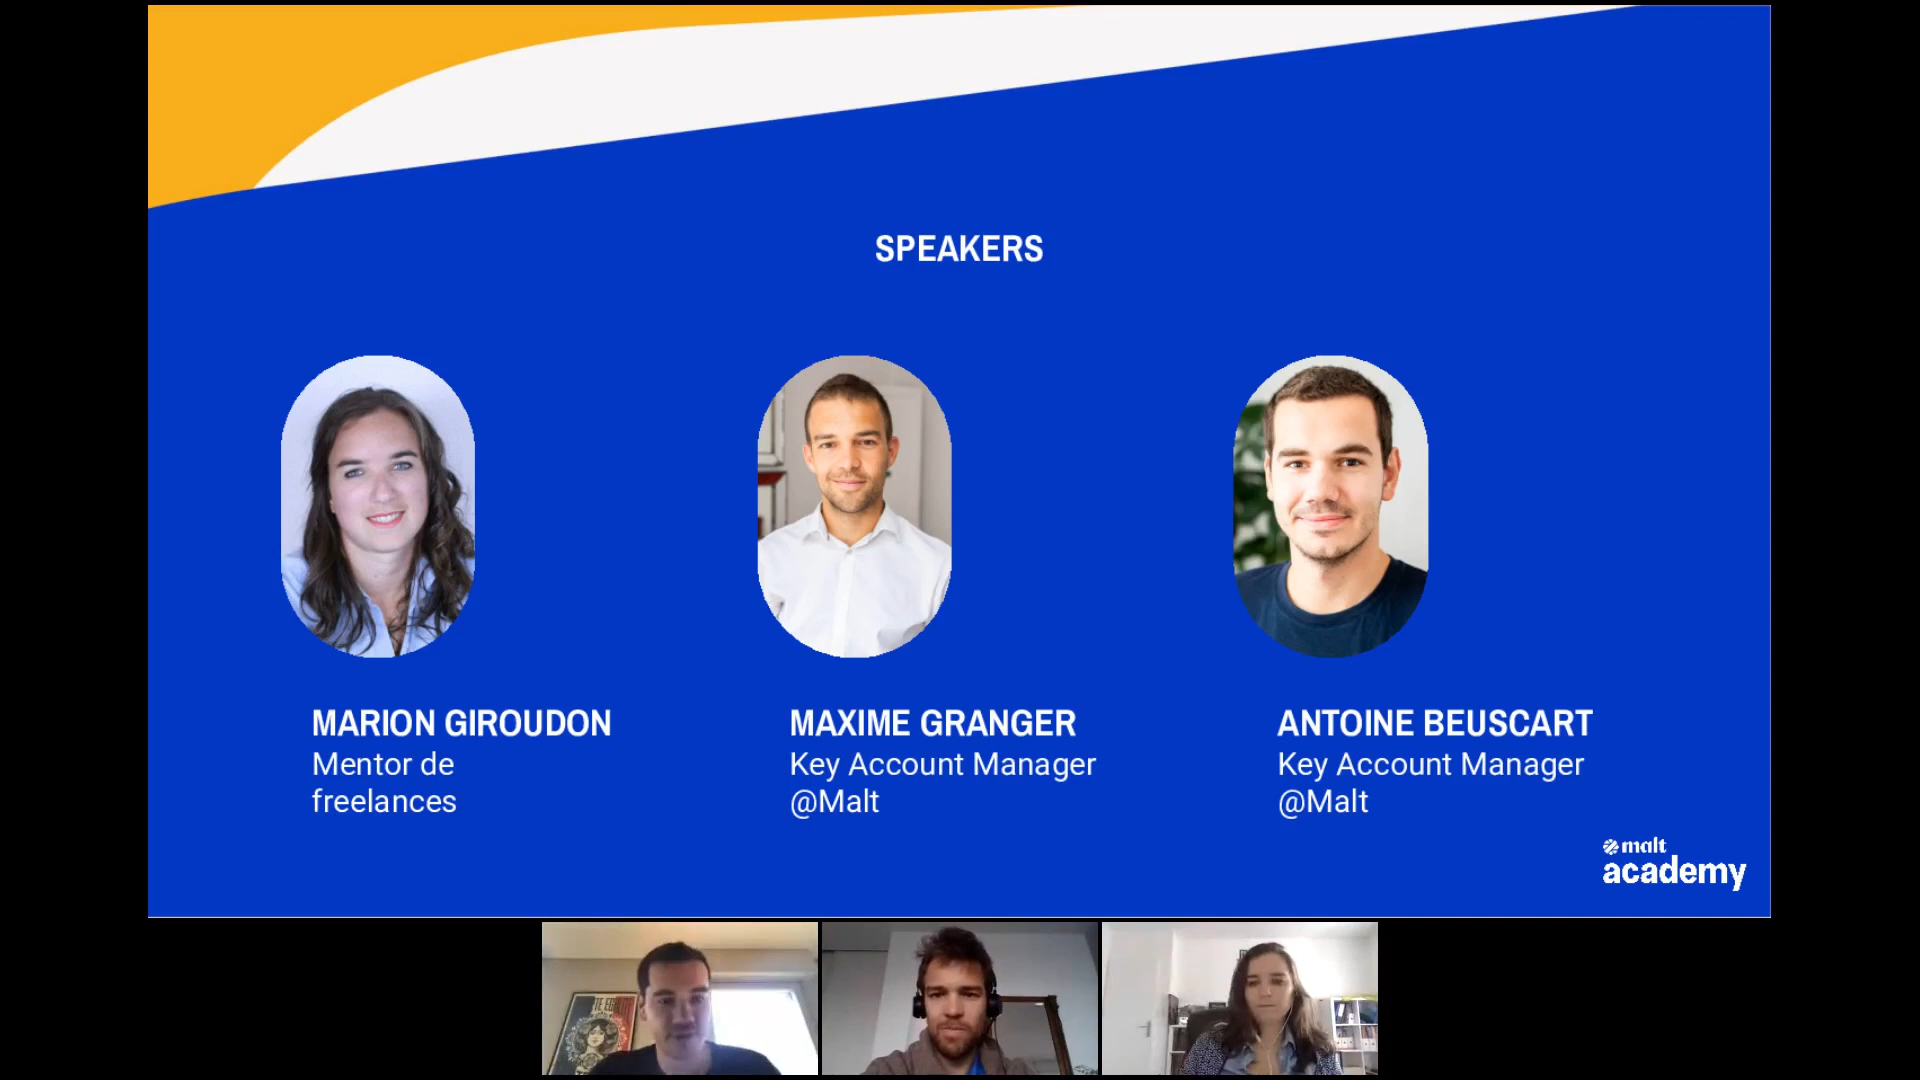 SPEAKERS
MARION GIROUDON
Mentor de
freelances
MAXIME GRANGER
Key Account Manager
@Malt
ANTOINE BEUSCART
Key Account Manager
@Malt
malt
academy